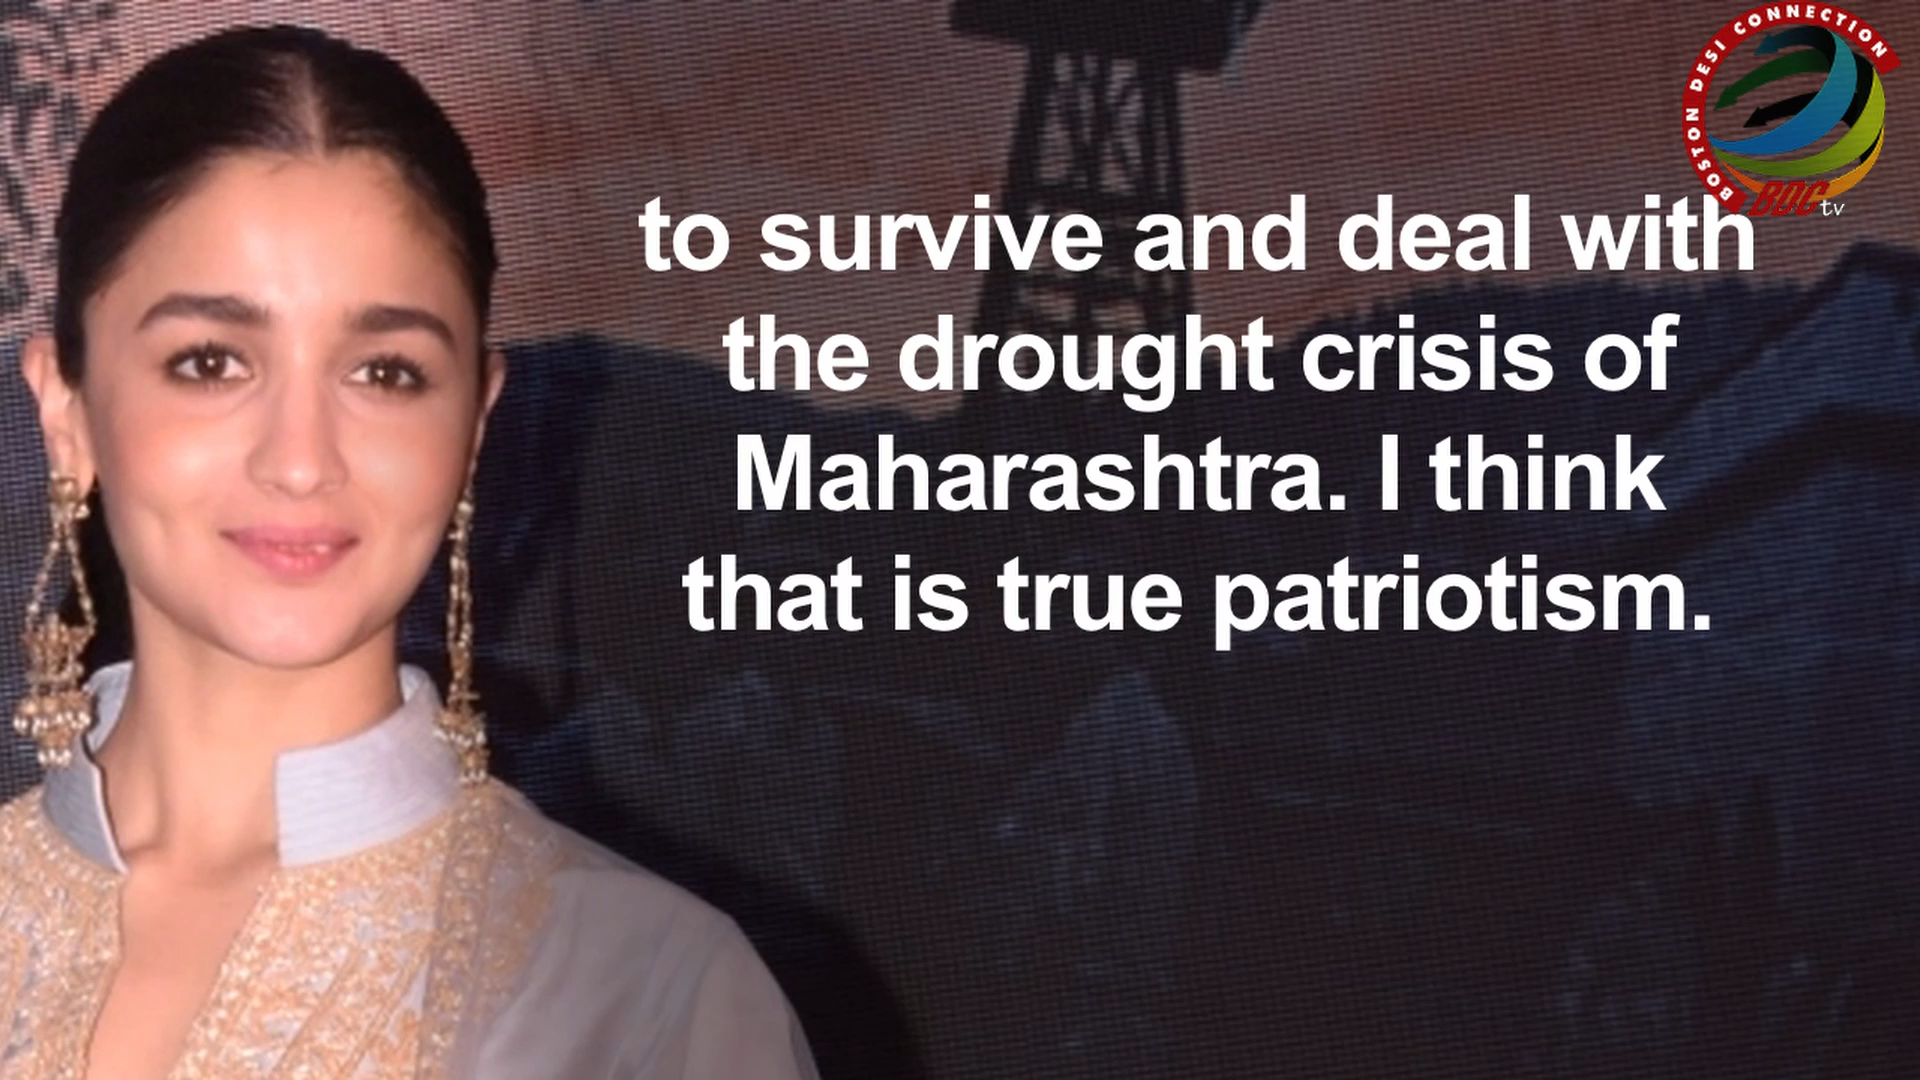 BOSTON DESI CONNECTION
BDC tv
to survive and deal with
the drought crisis of
Maharashtra. I think
that is true patriotism.